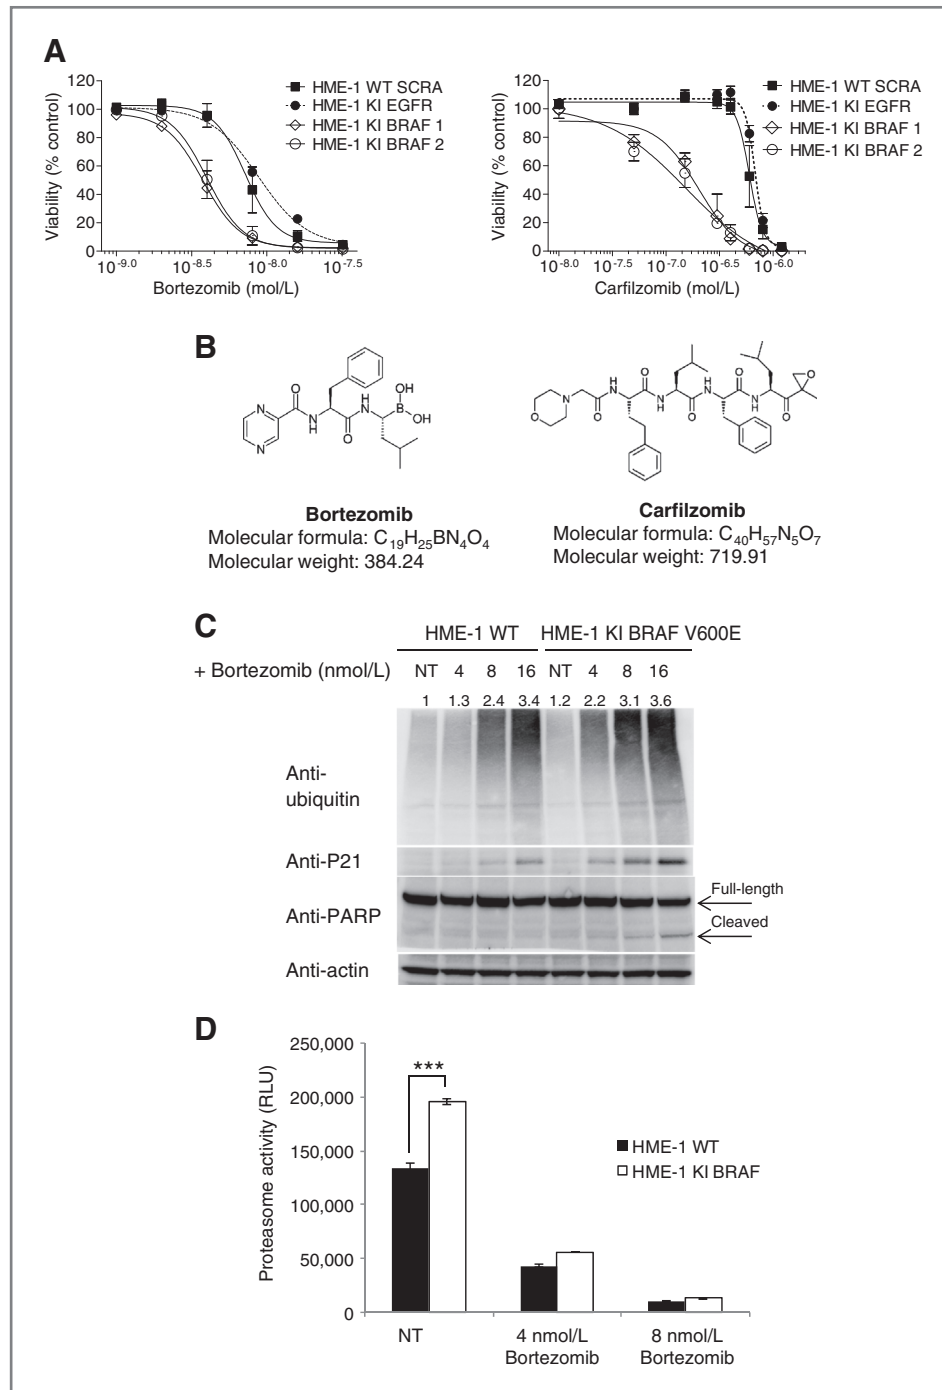 A
120
100
80
60
40
20
0
Viability (% control)
10-9.0 10-8.5 10-8.0 10-7.5
Bortezomib (mol/L)
HME-1 WT SCRA
HME-1 KI EGFR
HME-1 KI BRAF 1
HME-1 KI BRAF 2
120
100
80
60
40
20
0
Viability (% control)
10-8.0 10-7.5 10-7.0 10-6.5 10-6.0
Carfilzomib (mol/L)
HME-1 WT SCRA
HME-1 KI EGFR
HME-1 KI BRAF 1
HME-1 KI BRAF 2
B
N
N
O
N
H
O
H
N
B
OH
OH
Bortezomib
Molecular formula: C19H25BN4O4
Molecular weight: 384.24
O
N
O
H
N
O
N
H
O
H
N
O
N
H
O
O
Carfilzomib
Molecular formula: C40H57N5O7
Molecular weight: 719.91
C
HME-1 WT HME-1 KI BRAF V600E
+ Bortezomib (nmol/L) NT 4 8 16 NT 4 8 16
1 1.3 2.4 3.4 1.2 2.2 3.1 3.6
Anti-
ubiquitin
Anti-P21
Anti-PARP
Full-length
Cleaved
Anti-actin
D
250,000
200,000
150,000
100,000
50,000
0
Proteasome activity (RLU)
***
HME-1 WT
HME-1 KI BRAF
NT
4 nmol/L
Bortezomib
8 nmol/L
Bortezomib